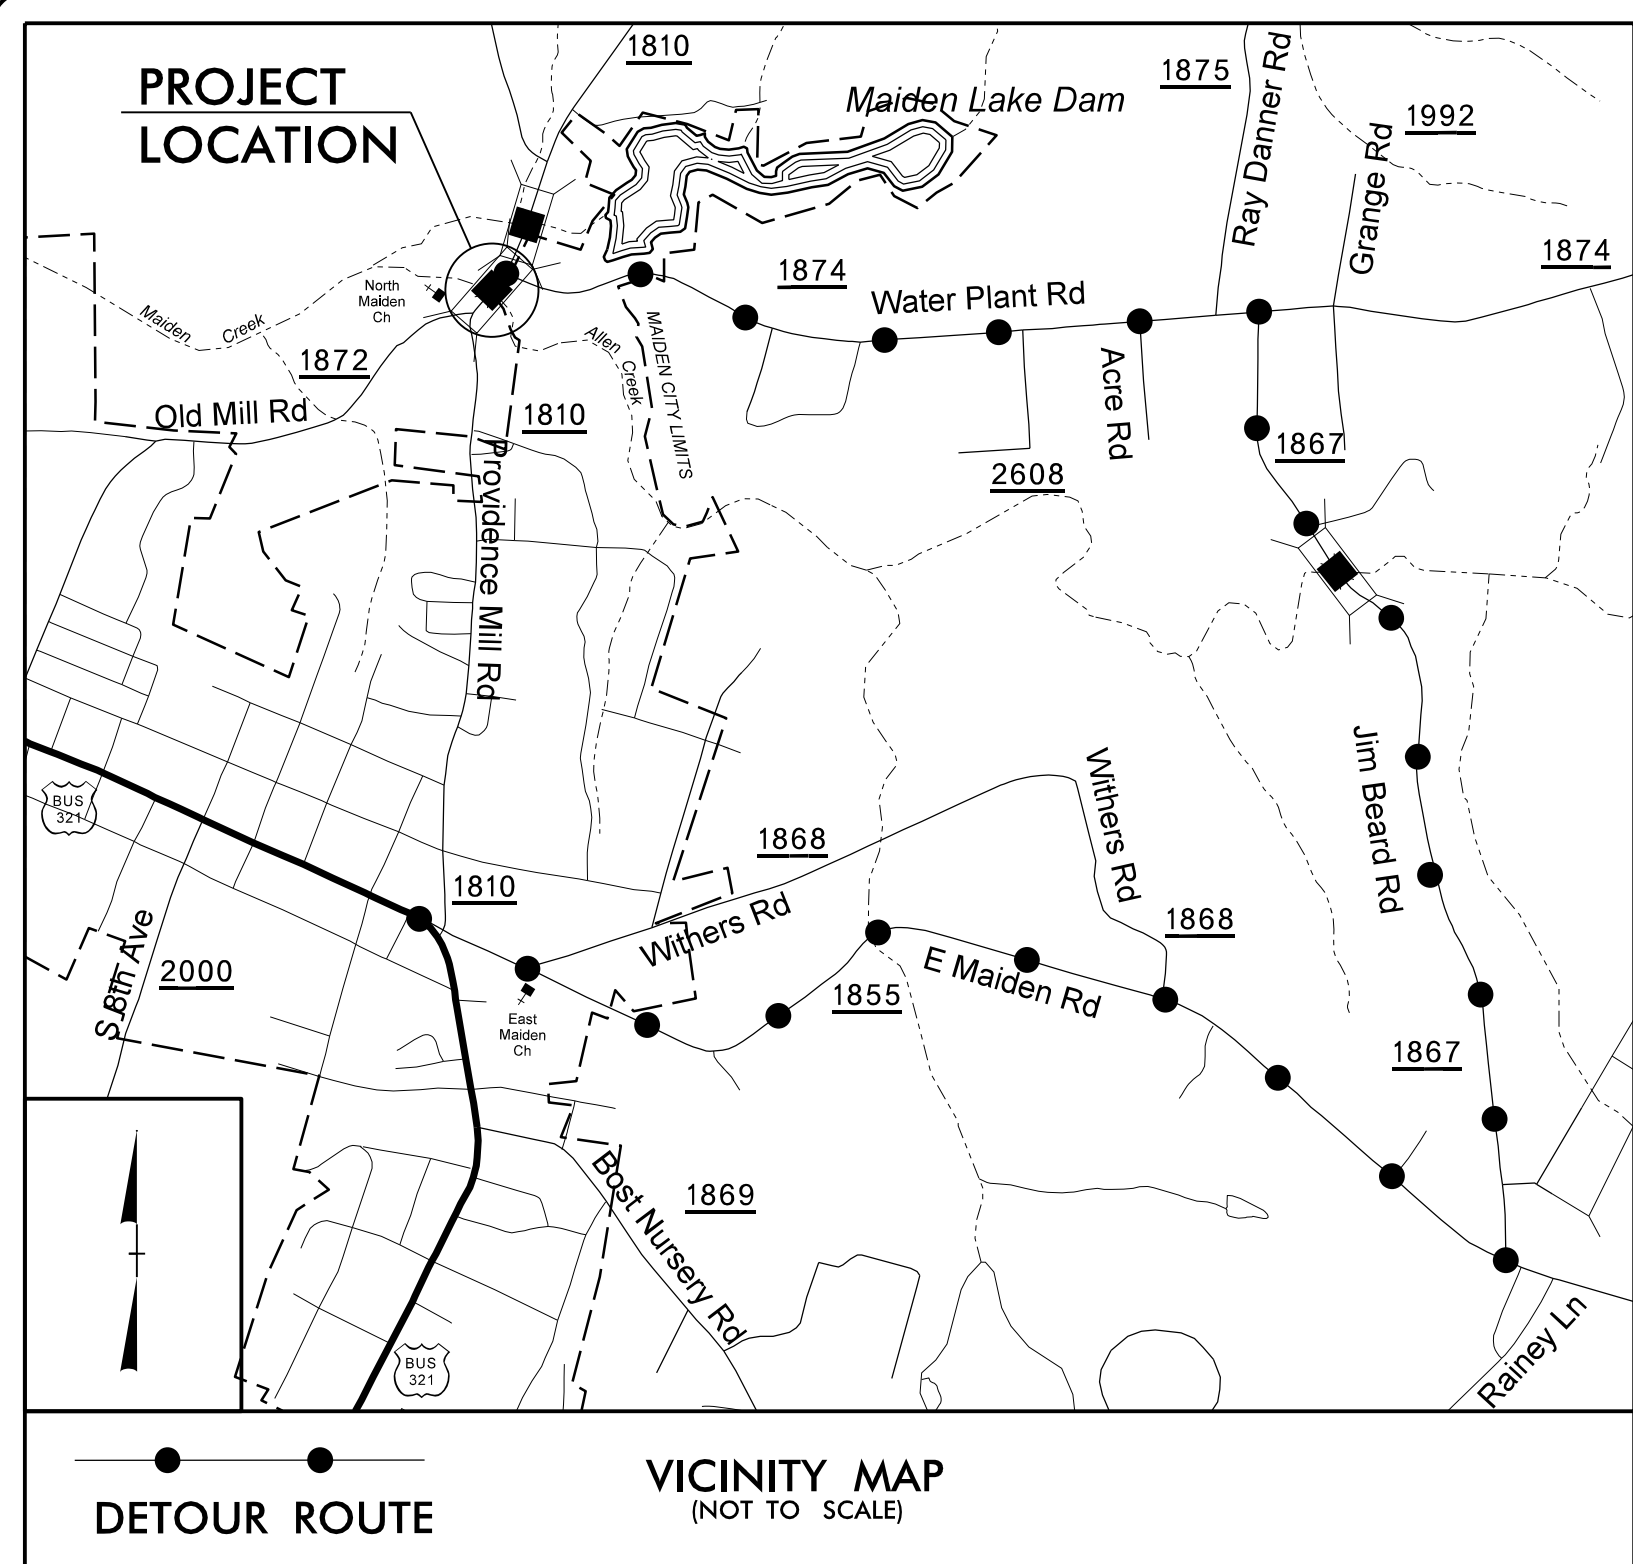 1810
PROJECT
LOCATION
Maiden Lake Dam
1875
Ray Danner Rd
1992
Grange Rd
1874
1874
Water Plant Rd
North
Maiden
Ch
Maiden
Creek
1872
Old Mill Rd
1810
Allen
Creek
MAIDEN CITY LIMITS
Acre Rd
1867
2608
Providence Mill Rd
BUS
321
1868
Withers Rd
Jim Beard Rd
1810
Withers Rd
1868
S 8th Ave
2000
E Maiden Rd
1855
East
Maiden
Ch
1867
Bost Nursery Rd
1869
Rainey Ln
BUS
321
DETOUR ROUTE
VICINITY MAP
(NOT TO SCALE)